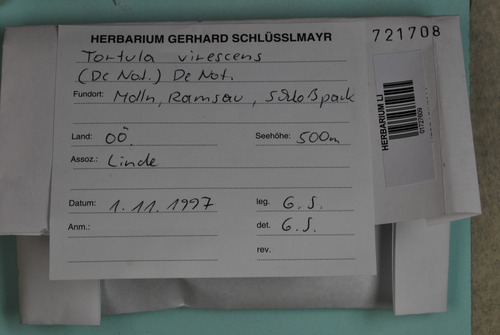 HERBARIUM GERHARD SCHLÜSSLMAYR
721708
Tortula virescens
(De Not.) De Not.
Fundort: Molln, Ramsau, Schloßpark
Land: OÖ. Seehöhe: 500m
Assoz.: Linde
Datum: 1.11.1997 leg. G.S.
Anm.: det. G.S.
rev.
HERBARIUM LI